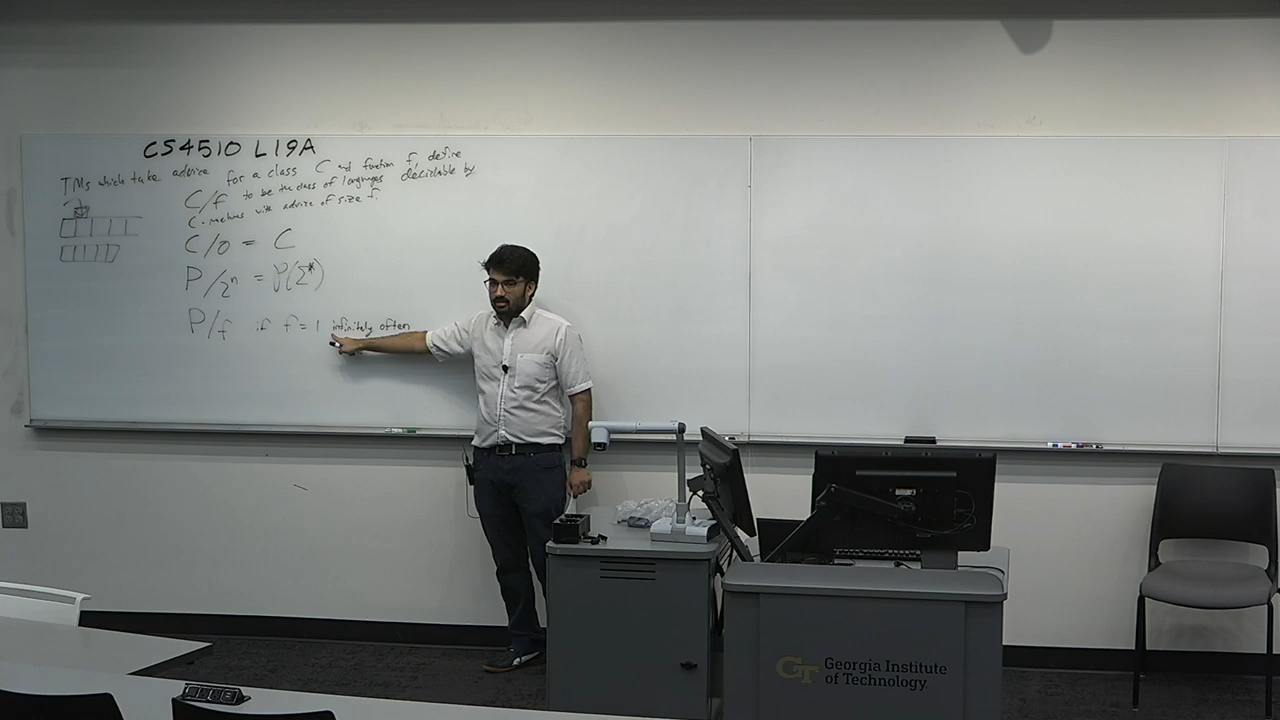 CS4510 L19A
TMs which take advice for a class C and function f, define
C/f to be the class of languages decidable by
C-machines with advice of size f.
C/0 = C
P/2ⁿ = P(Σ*)
P/f if f=1 infinitely often
GT Georgia Institute
of Technology